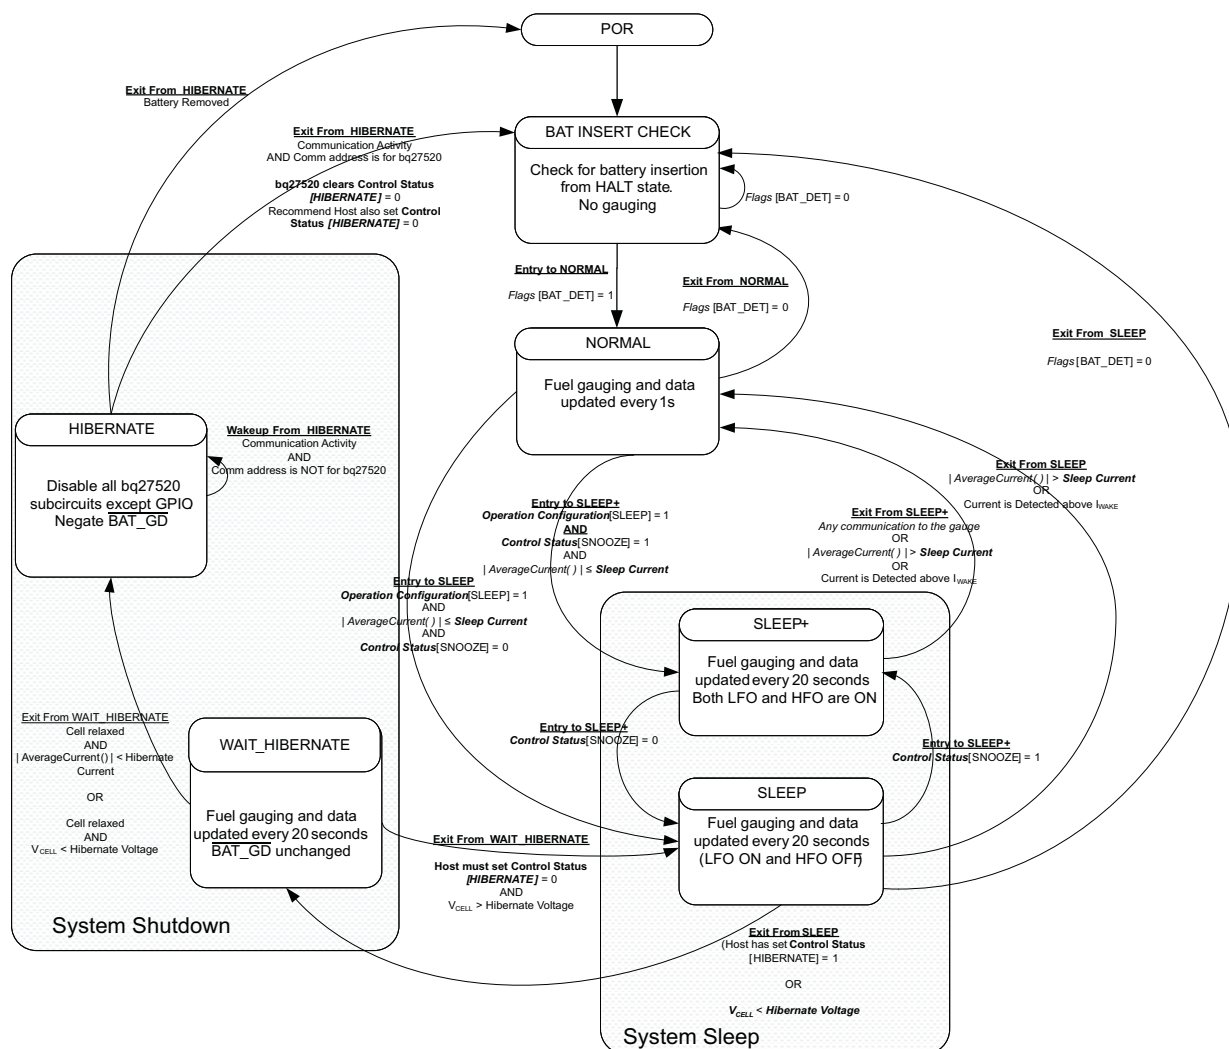 POR
Exit From HIBERNATE
Battery Removed
Exit From HIBERNATE
Communication Activity
AND Comm address is for bq27520
bq27520 clears Control Status
[HIBERNATE] = 0
Recommend Host also set Control
Status [HIBERNATE] = 0
BAT INSERT CHECK
Check for battery insertion
from HALT state.
No gauging
Flags [BAT_DET] = 0
Entry to NORMAL
Flags [BAT_DET] = 1
Exit From NORMAL
Flags [BAT_DET] = 0
Exit From SLEEP
Flags [BAT_DET] = 0
NORMAL
Fuel gauging and data
updated every 1s
HIBERNATE
Disable all bq27520
subcircuits except GPIO.
Negate BAT_GD
Wakeup From HIBERNATE
Communication Activity
AND
Comm address is NOT for bq27520
Exit From SLEEP
| AverageCurrent( ) | > Sleep Current
OR
Current is Detected above IWAKE
Entry to SLEEP+
Operation Configuration[SLEEP] = 1
AND
Control Status[SNOOZE] = 1
AND
| AverageCurrent( ) | ≤ Sleep Current
Exit From SLEEP+
Any communication to the gauge
OR
| AverageCurrent( ) | > Sleep Current
OR
Current is Detected above IWAKE
Entry to SLEEP
Operation Configuration[SLEEP] = 1
AND
| AverageCurrent( ) | ≤ Sleep Current
AND
Control Status[SNOOZE] = 0
SLEEP+
Fuel gauging and data
updated every 20 seconds
Both LFO and HFO are ON
Entry to SLEEP+
Control Status[SNOOZE] = 0
Entry to SLEEP+
Control Status[SNOOZE] = 1
Exit From WAIT_HIBERNATE
Cell relaxed
AND
| AverageCurrent() | < Hibernate
Current
OR
Cell relaxed
AND
VCELL < Hibernate Voltage
WAIT_HIBERNATE
Fuel gauging and data
updated every 20 seconds
BAT_GD unchanged
SLEEP
Fuel gauging and data
updated every 20 seconds
(LFO ON and HFO OFF)
Exit From WAIT_HIBERNATE
Host must set Control Status
[HIBERNATE] = 0
AND
VCELL > Hibernate Voltage
System Shutdown
Exit From SLEEP
(Host has set Control Status
[HIBERNATE] = 1
OR
VCELL < Hibernate Voltage
System Sleep